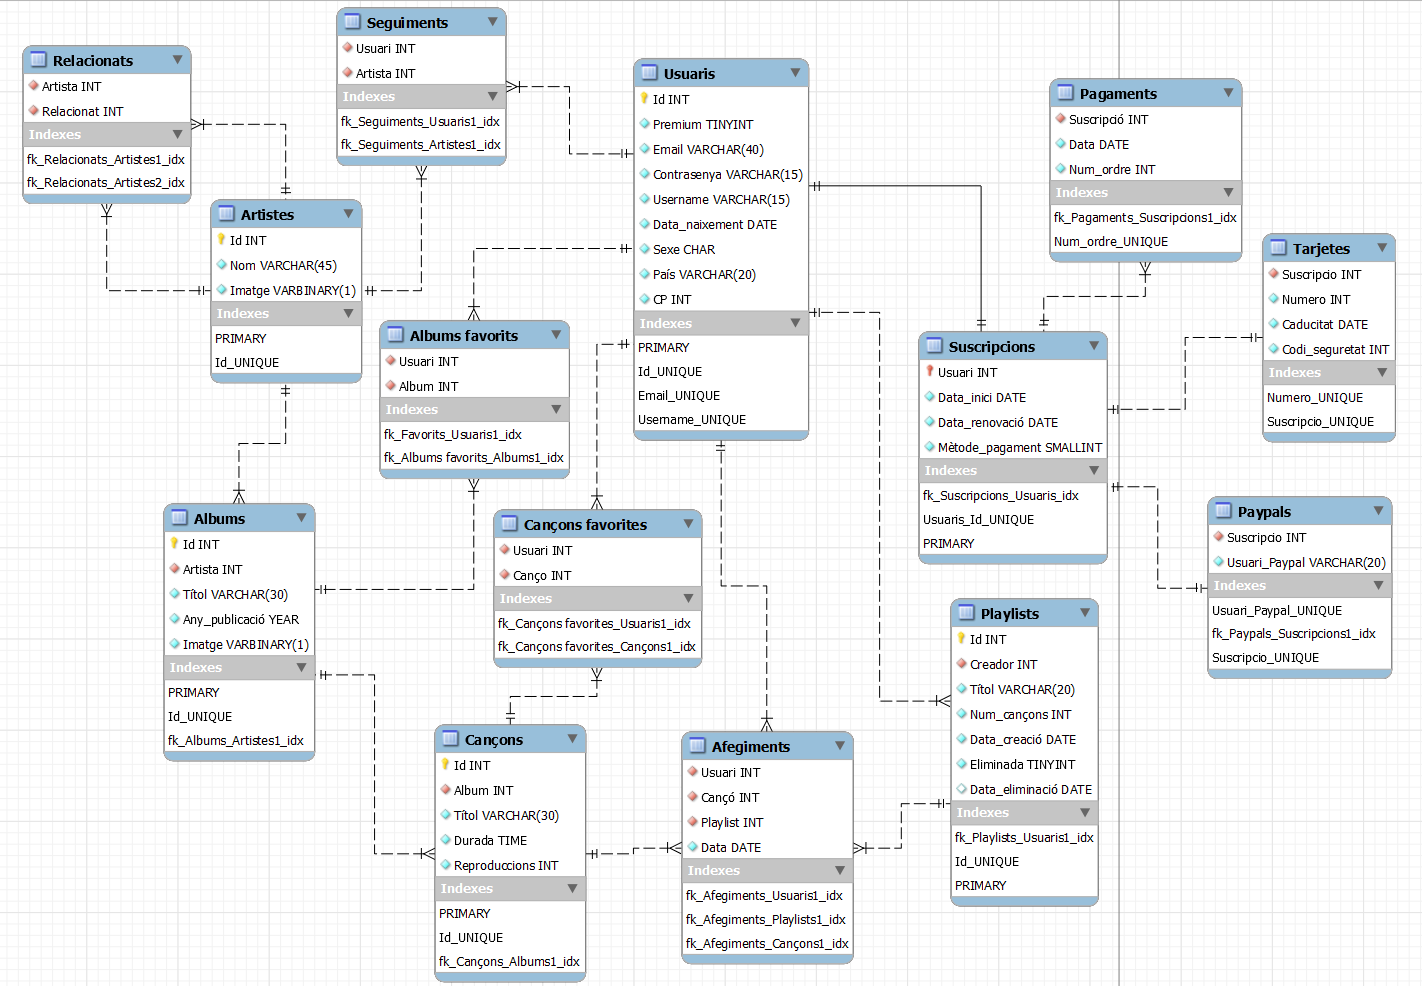 Relacionats
Artista INT
Relacionat INT
Indexes
fk_Relacionats_Artistes1_idx
fk_Relacionats_Artistes2_idx
Seguiments
Usuari INT
Artista INT
Indexes
fk_Seguiments_Usuaris1_idx
fk_Seguiments_Artistes1_idx
Usuaris
Id INT
Premium TINYINT
Email VARCHAR(40)
Contrasenya VARCHAR(15)
Username VARCHAR(15)
Data_naixement DATE
Sexe CHAR
País VARCHAR(20)
CP INT
Indexes
PRIMARY
Id_UNIQUE
Email_UNIQUE
Username_UNIQUE
Pagaments
Suscripció INT
Data DATE
Num_ordre INT
Indexes
fk_Pagaments_Suscripcions1_idx
Num_ordre_UNIQUE
Artistes
Id INT
Nom VARCHAR(45)
Imatge VARBINARY(1)
Indexes
PRIMARY
Id_UNIQUE
Tarjetes
Suscripcio INT
Numero INT
Caducitat DATE
Codi_seguretat INT
Indexes
Numero_UNIQUE
Suscripcio_UNIQUE
Albums favorits
Usuari INT
Album INT
Indexes
fk_Favorits_Usuaris1_idx
fk_Albums favorits_Albums1_idx
Suscripcions
Usuari INT
Data_inici DATE
Data_renovació DATE
Mètode_pagament SMALLINT
Indexes
fk_Suscripcions_Usuaris_idx
Usuaris_Id_UNIQUE
PRIMARY
Albums
Id INT
Artista INT
Títol VARCHAR(30)
Any_publicació YEAR
Imatge VARBINARY(1)
Indexes
PRIMARY
Id_UNIQUE
fk_Albums_Artistes1_idx
Cançons favorites
Usuari INT
Canço INT
Indexes
fk_Cançons favorites_Usuaris1_idx
fk_Cançons favorites_Cançons1_idx
Paypals
Suscripcio INT
Usuari_Paypal VARCHAR(20)
Indexes
Usuari_Paypal_UNIQUE
fk_Paypals_Suscripcions1_idx
Suscripcio_UNIQUE
Playlists
Id INT
Creador INT
Títol VARCHAR(20)
Num_cançons INT
Data_creació DATE
Eliminada TINYINT
Data_eliminació DATE
Indexes
fk_Playlists_Usuaris1_idx
Id_UNIQUE
PRIMARY
Cançons
Id INT
Album INT
Títol VARCHAR(30)
Durada TIME
Reproduccions INT
Indexes
PRIMARY
Id_UNIQUE
fk_Cançons_Albums1_idx
Afegiments
Usuari INT
Cançó INT
Playlist INT
Data DATE
Indexes
fk_Afegiments_Usuaris1_idx
fk_Afegiments_Playlists1_idx
fk_Afegiments_Cançons1_idx